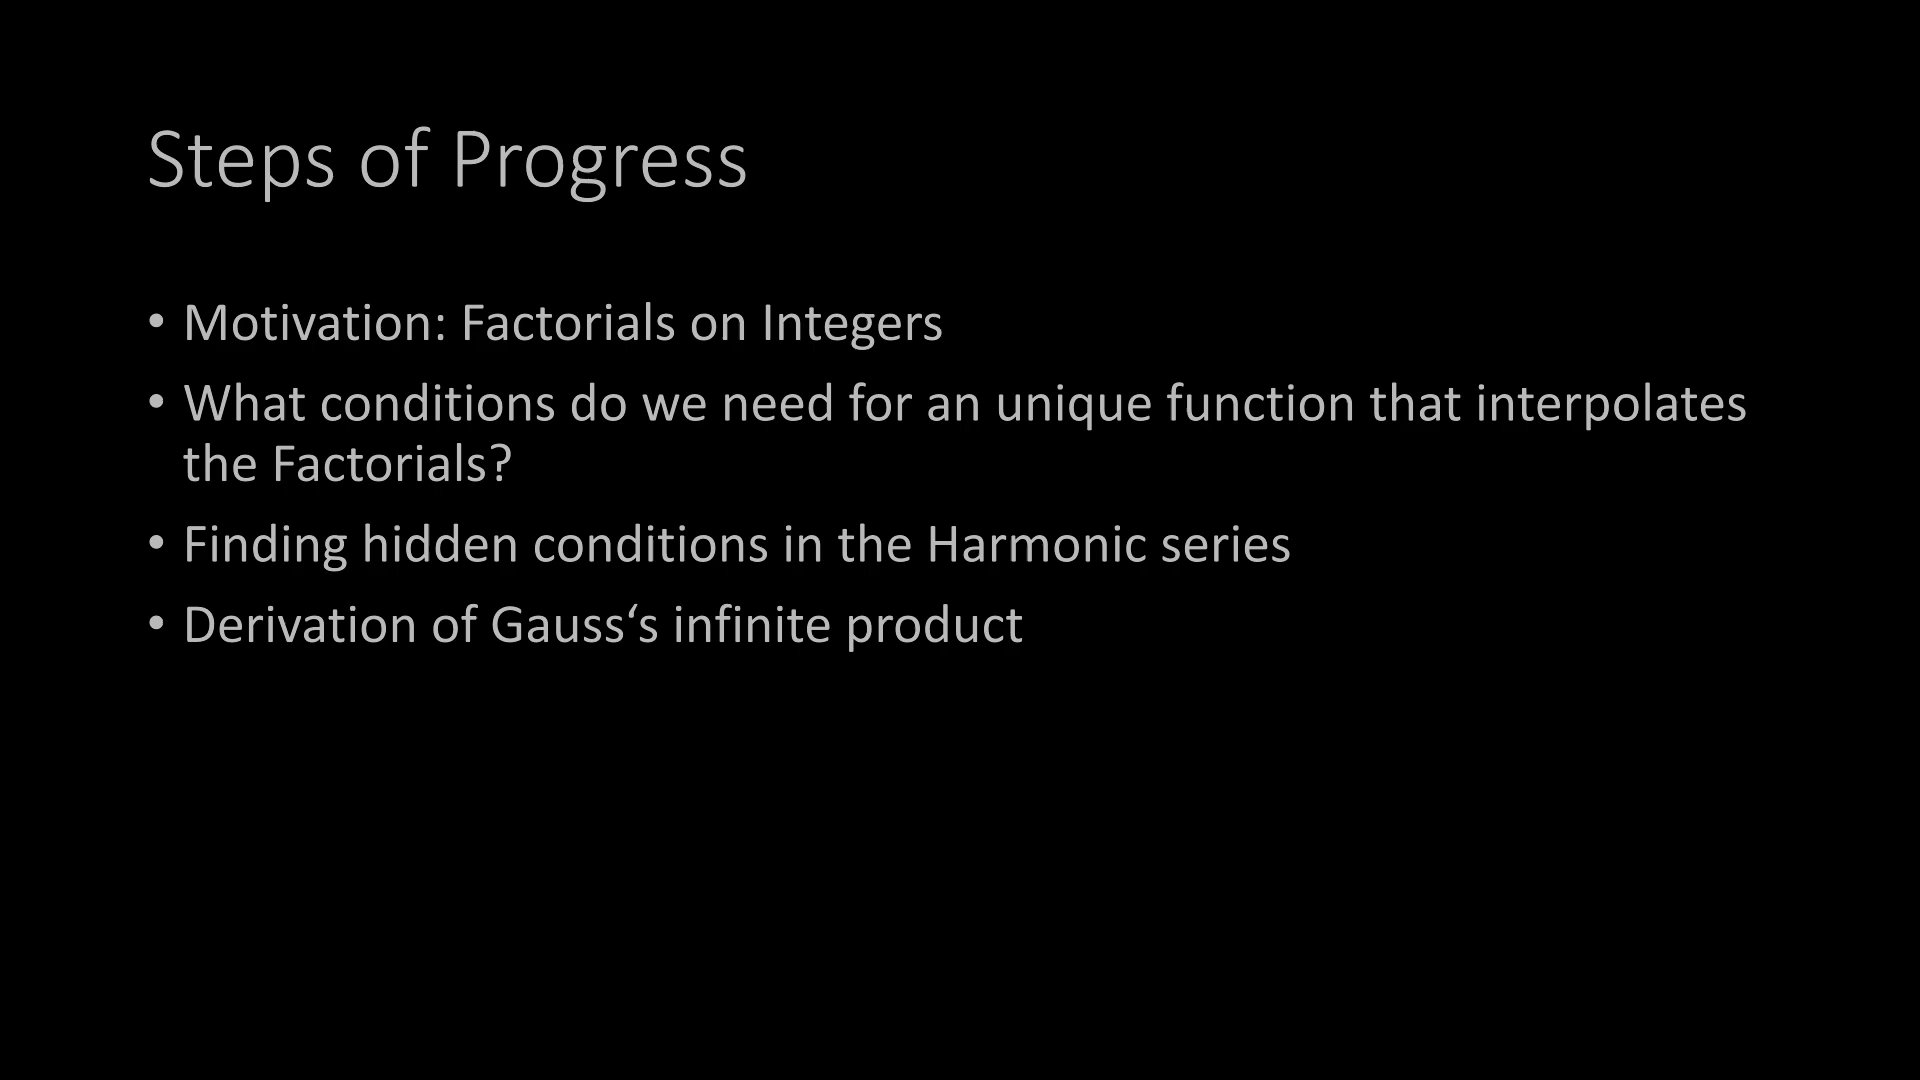 Steps of Progress
• Motivation: Factorials on Integers
• What conditions do we need for an unique function that interpolates
the Factorials?
• Finding hidden conditions in the Harmonic series
• Derivation of Gauss‘s infinite product